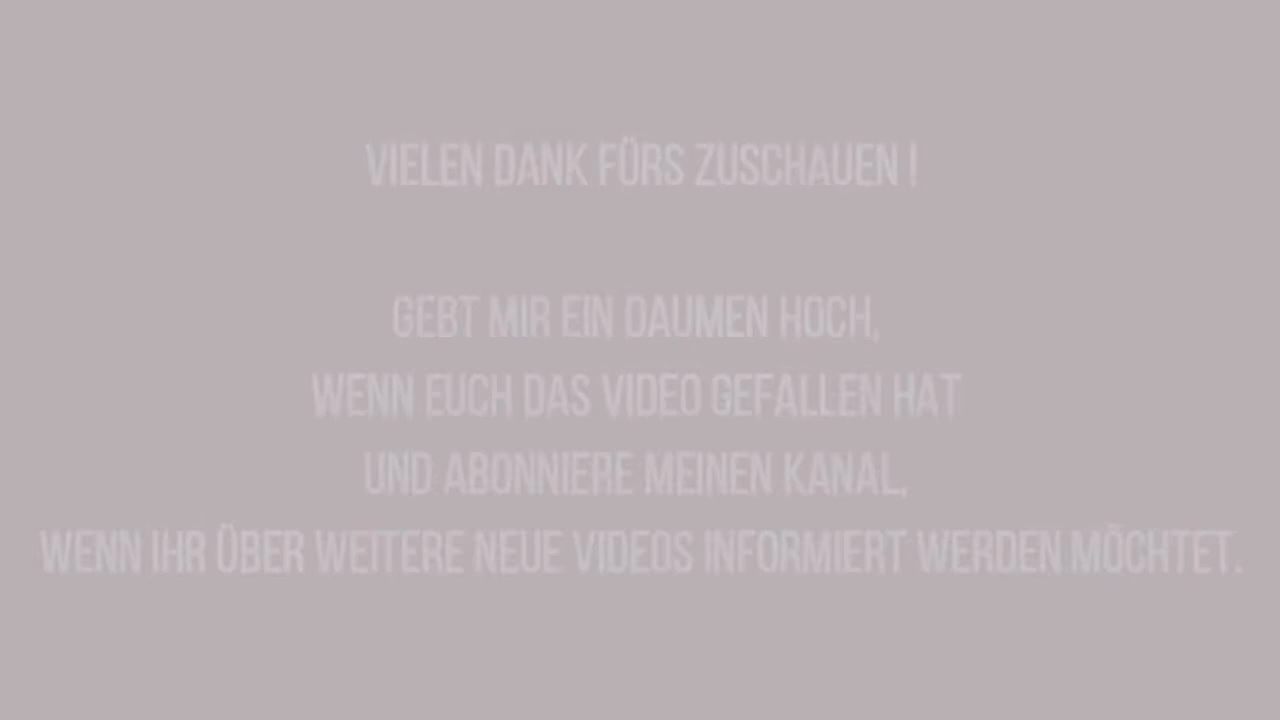 VIELEN DANK FÜRS ZUSCHAUEN !
GEBT MIR EIN DAUMEN HOCH,
WENN EUCH DAS VIDEO GEFALLEN HAT
UND ABONNIERE MEINEN KANAL,
WENN IHR ÜBER WEITERE NEUE VIDEOS INFORMIERT WERDEN MÖCHTET.